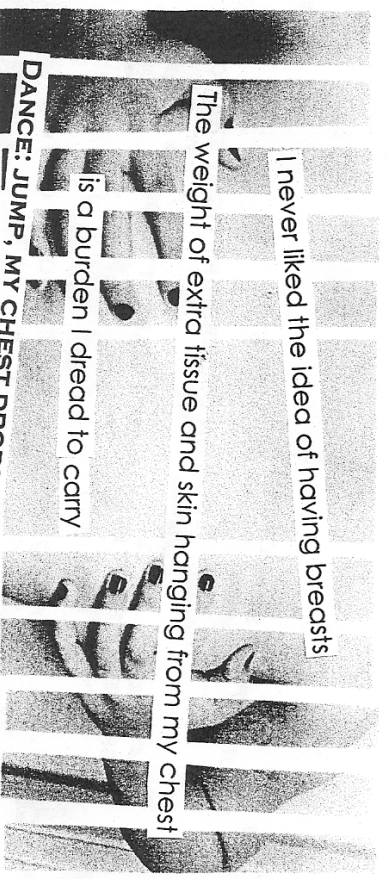 I never liked the idea of having breasts
The weight of extra tissue and skin hanging from my chest
is a burden I dread to carry
DANCE: JUMP, MY CHEST